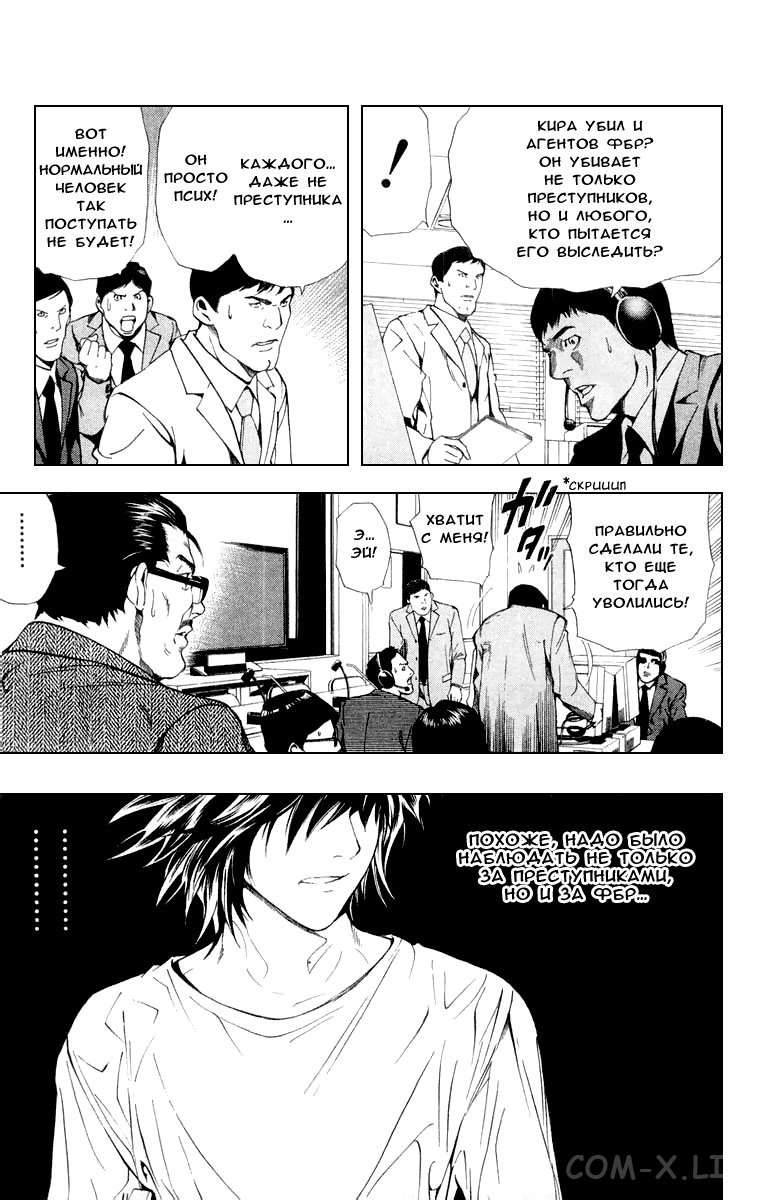 КИРА УБИЛ И
АГЕНТОВ ФБР?
ОН УБИВАЕТ
НЕ ТОЛЬКО
ПРЕСТУПНИКОВ,
НО И ЛЮБОГО,
КТО ПЫТАЕТСЯ
ЕГО ВЫСЛЕДИТЬ?
!
КАЖДОГО...
ДАЖЕ НЕ
ПРЕСТУПНИКА
...
ОН
ПРОСТО
ПСИХ!
ВОТ
ИМЕННО!
НОРМАЛЬНЫЙ
ЧЕЛОВЕК
ТАК
ПОСТУПАТЬ
НЕ БУДЕТ!
*СКРИИИП
ガタ
ПРАВИЛЬНО
СДЕЛАЛИ ТЕ,
КТО ЕЩЕ
ТОГДА
УВОЛИЛИСЬ!
ХВАТИТ
С МЕНЯ!
Э...
ЭЙ!
.........
ПОХОЖЕ, НАДО БЫЛО
НАБЛЮДАТЬ НЕ ТОЛЬКО
ЗА ПРЕСТУПНИКАМИ,
НО И ЗА ФБР...
COM-X.LI